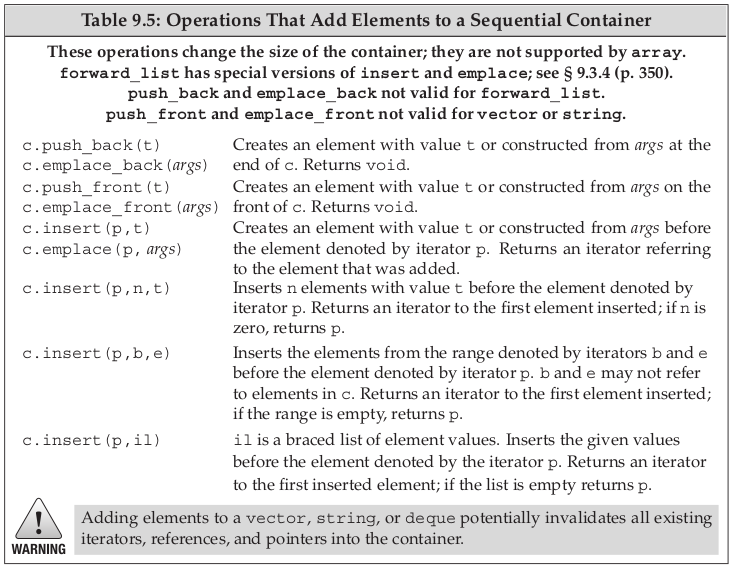 Table 9.5: Operations That Add Elements to a Sequential Container
These operations change the size of the container; they are not supported by array.
forward_list has special versions of insert and emplace; see § 9.3.4 (p. 350).
push_back and emplace_back not valid for forward_list.
push_front and emplace_front not valid for vector or string.
c.push_back(t) Creates an element with value t or constructed from args at the
c.emplace_back(args) end of c. Returns void.
c.push_front(t) Creates an element with value t or constructed from args on the
c.emplace_front(args) front of c. Returns void.
c.insert(p,t) Creates an element with value t or constructed from args before
c.emplace(p, args) the element denoted by iterator p. Returns an iterator referring
to the element that was added.
c.insert(p,n,t) Inserts n elements with value t before the element denoted by
iterator p. Returns an iterator to the first element inserted; if n is
zero, returns p.
c.insert(p,b,e) Inserts the elements from the range denoted by iterators b and e
before the element denoted by iterator p. b and e may not refer
to elements in c. Returns an iterator to the first element inserted;
if the range is empty, returns p.
c.insert(p,il) il is a braced list of element values. Inserts the given values
before the element denoted by the iterator p. Returns an iterator
to the first inserted element; if the list is empty returns p.
Adding elements to a vector, string, or deque potentially invalidates all existing
iterators, references, and pointers into the container.
WARNING